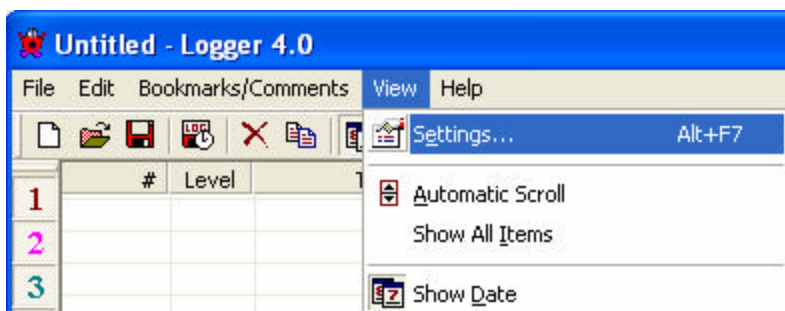 Untitled - Logger 4.0
File Edit Bookmarks/Comments View Help
Settings... Alt+F7
# Level
1
Automatic Scroll
2
Show All Items
3
Show Date